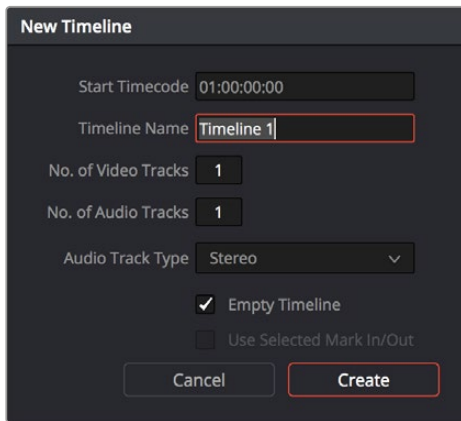 New Timeline
Start Timecode 01:00:00:00
Timeline Name Timeline 1
No. of Video Tracks 1
No. of Audio Tracks 1
Audio Track Type Stereo
Empty Timeline
Use Selected Mark In/Out
Cancel Create